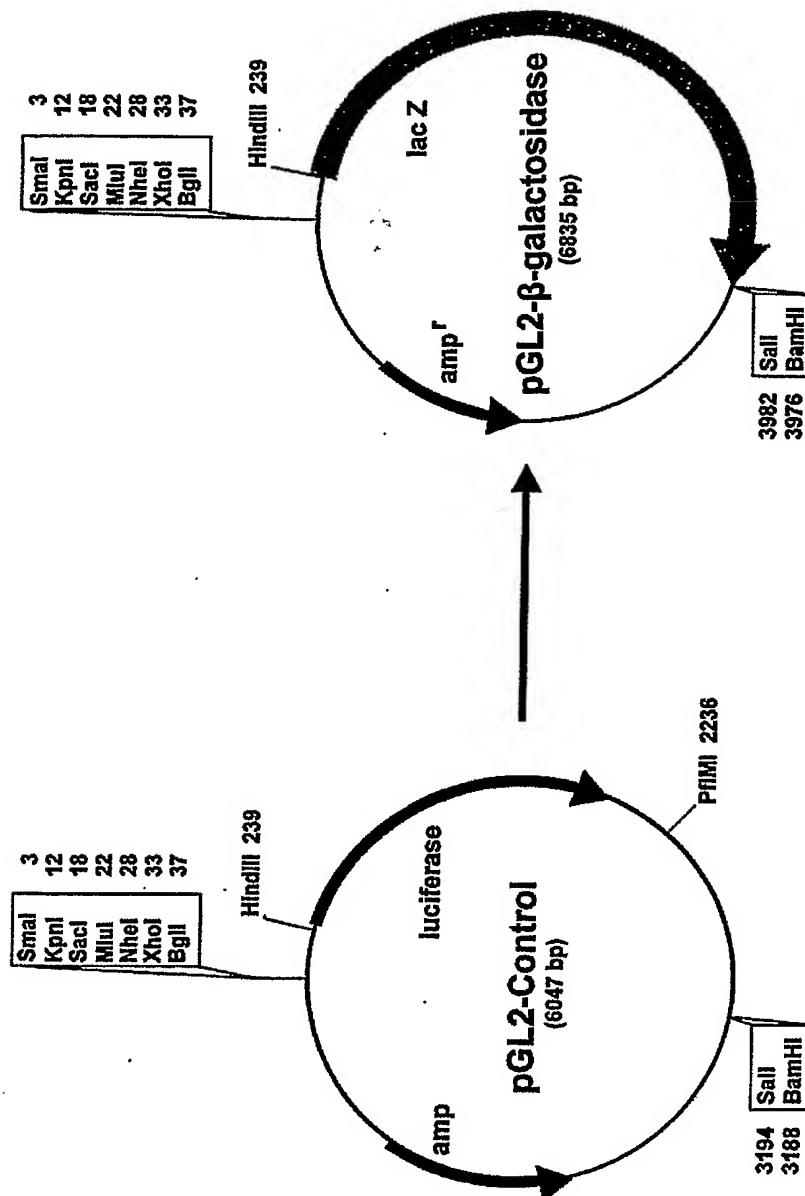 SmaI 3
KpnI 12
SacI 18
MluI 22
NheI 28
XhoI 33
BglI 37
HindIII 239
luciferase
amp
pGL2-Control
(6047 bp)
PflMI 2236
3194 SalI
3188 BamHI
SmaI 3
KpnI 12
SacI 18
MluI 22
NheI 28
XhoI 33
BglI 37
HindIII 239
lac Z
amp^r
pGL2-β-galactosidase
(6835 bp)
3982 SalI
3976 BamHI